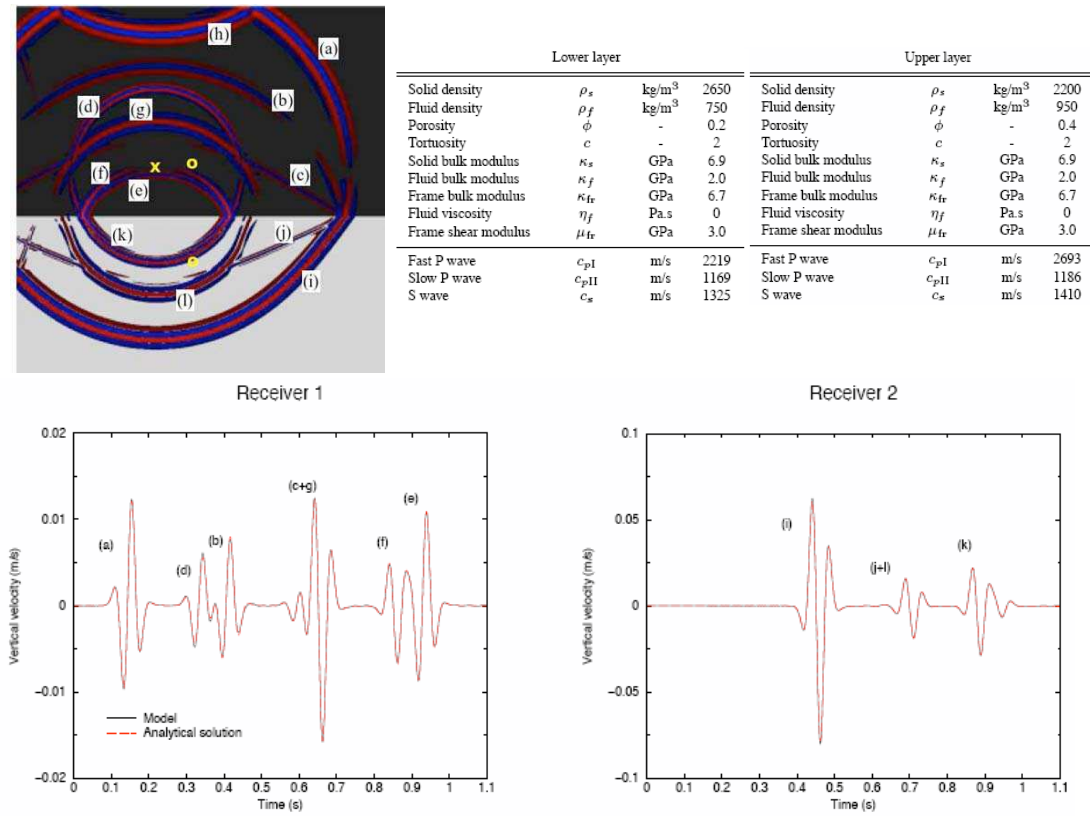 (h)
(a)
(d)
(b)
(g)
x
o
(f)
(c)
(e)
(k)
(j)
(i)
(l)
Lower layer
Solid density ρs kg/m³ 2650
Fluid density ρf kg/m³ 750
Porosity ϕ - 0.2
Tortuosity c - 2
Solid bulk modulus κs GPa 6.9
Fluid bulk modulus κf GPa 2.0
Frame bulk modulus κfr GPa 6.7
Fluid viscosity ηf Pa.s 0
Frame shear modulus μfr GPa 3.0
Fast P wave cpI m/s 2219
Slow P wave cpII m/s 1169
S wave cs m/s 1325
Upper layer
Solid density ρs kg/m³ 2200
Fluid density ρf kg/m³ 950
Porosity ϕ - 0.4
Tortuosity c - 2
Solid bulk modulus κs GPa 6.9
Fluid bulk modulus κf GPa 2.0
Frame bulk modulus κfr GPa 6.7
Fluid viscosity ηf Pa.s 0
Frame shear modulus μfr GPa 3.0
Fast P wave cpI m/s 2693
Slow P wave cpII m/s 1186
S wave cs m/s 1410
Receiver 1
Vertical velocity (m/s)
0.02
0.01
0
−0.01
−0.02
(a)
(d)
(b)
(c+g)
(f)
(e)
Model
Analytical solution
0 0.1 0.2 0.3 0.4 0.5 0.6 0.7 0.8 0.9 1 1.1
Time (s)
Receiver 2
Vertical velocity (m/s)
0.1
0.05
0
−0.05
−0.1
(i)
(j+l)
(k)
0 0.1 0.2 0.3 0.4 0.5 0.6 0.7 0.8 0.9 1 1.1
Time (s)